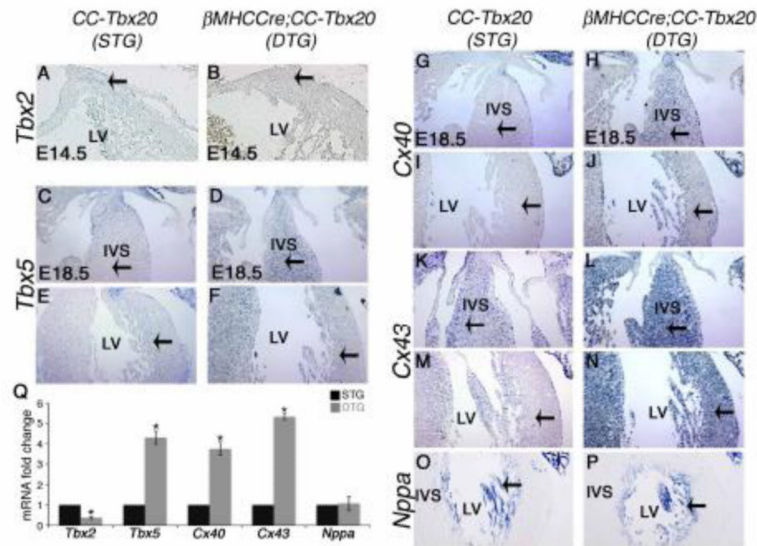 CC-Tbx20
(STG)
βMHCCre;CC-Tbx20
(DTG)
A
LV
E14.5
B
LV
E14.5
Tbx2
C
IVS
E18.5
D
IVS
E18.5
E
LV
F
LV
Tbx5
Q
STG
DTG
mRNA fold change
6
5
4
3
2
1
0
*
*
*
*
Tbx2
Tbx5
Cx40
Cx43
Nppa
CC-Tbx20
(STG)
βMHCCre;CC-Tbx20
(DTG)
G
IVS
E18.5
H
IVS
E18.5
I
LV
J
LV
Cx40
K
IVS
L
IVS
M
LV
N
LV
Cx43
O
IVS
LV
P
IVS
LV
Nppa